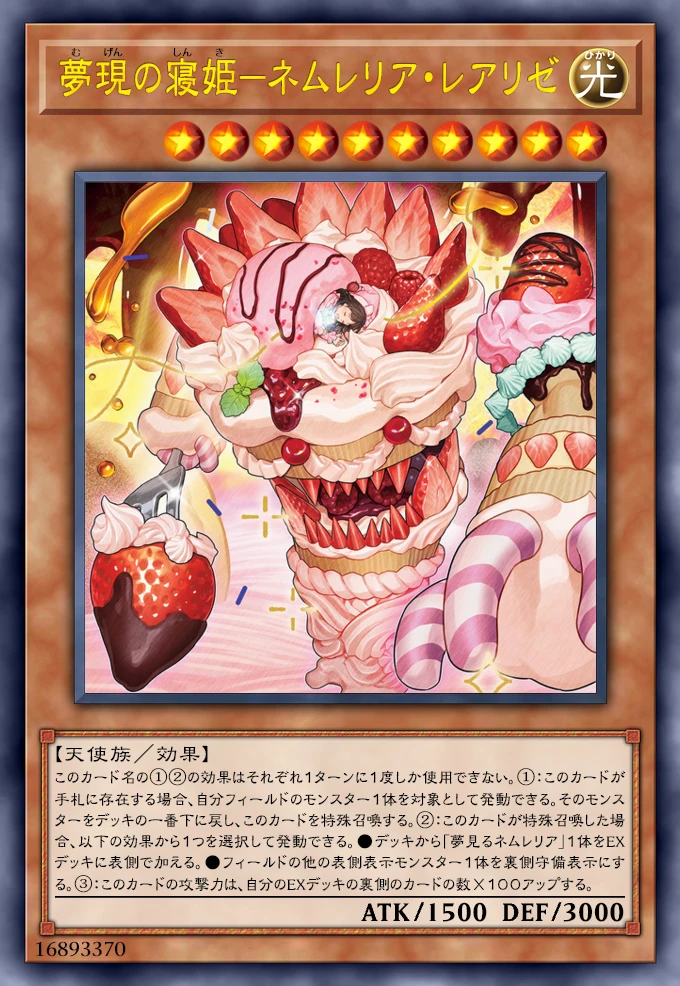 むげん しんき
夢現の寝姫－ネムレリア・レアリゼ
ひかり
光
【天使族／効果】
このカード名の①②の効果はそれぞれ1ターンに1度しか使用できない。①：このカードが
手札に存在する場合、自分フィールドのモンスター1体を対象として発動できる。そのモンス
ターをデッキの一番下に戻し、このカードを特殊召喚する。②：このカードが特殊召喚した場
合、以下の効果から1つを選択して発動できる。●デッキから「夢見るネムレリア」1体をEX
デッキに表側で加える。●フィールドの他の表側表示モンスター1体を裏側守備表示にす
る。③：このカードの攻撃力は、自分のEXデッキの裏側のカードの数×100アップする。
ATK/1500 DEF/3000
16893370